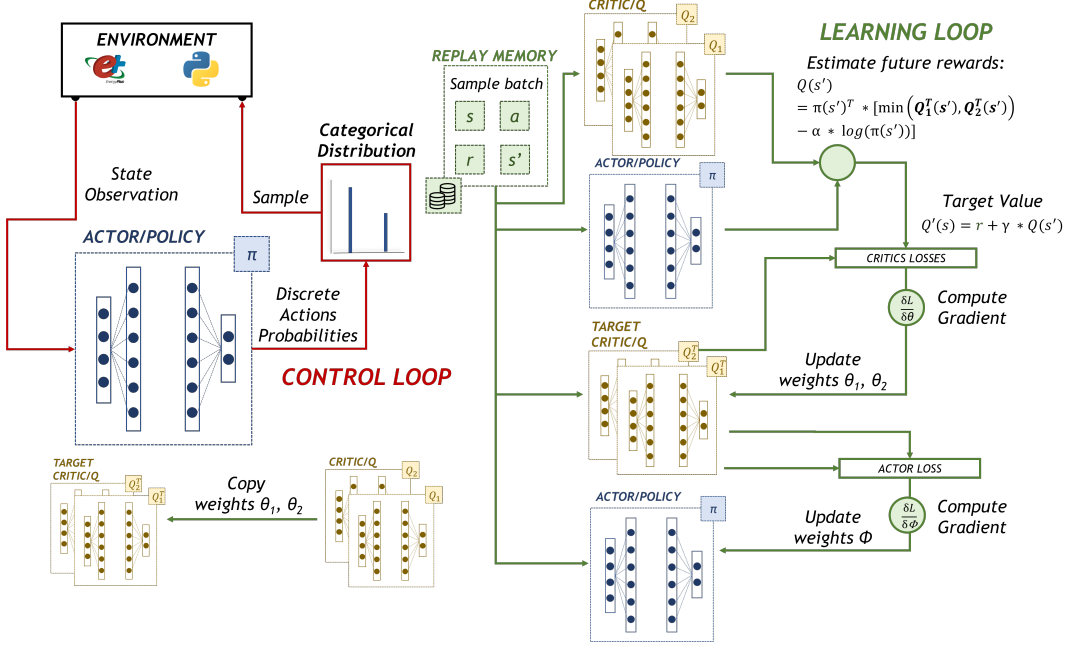 ENVIRONMENT
State
Observation
Sample
Categorical
Distribution
ACTOR/POLICY
π
Discrete
Actions
Probabilities
CONTROL LOOP
TARGET
CRITIC/Q
Q₂ᵀ
Q₁ᵀ
Copy
weights θ₁, θ₂
CRITIC/Q
Q₂
Q₁
REPLAY MEMORY
Sample batch
s
a
r
s’
CRITIC/Q
Q₂
Q₁
ACTOR/POLICY
π
TARGET
CRITIC/Q
Q₂ᵀ
Q₁ᵀ
ACTOR/POLICY
π
LEARNING LOOP
Estimate future rewards:
Q(s′)
= π(s′)ᵀ * [min (Q₁ᵀ(s′), Q₂ᵀ(s′))
− α * log(π(s′))]
Target Value
Q′(s) = r + γ * Q(s′)
CRITICS LOSSES
δL
δθ
Compute
Gradient
Update
weights θ₁, θ₂
ACTOR LOSS
δL
δΦ
Compute
Gradient
Update
weights Φ